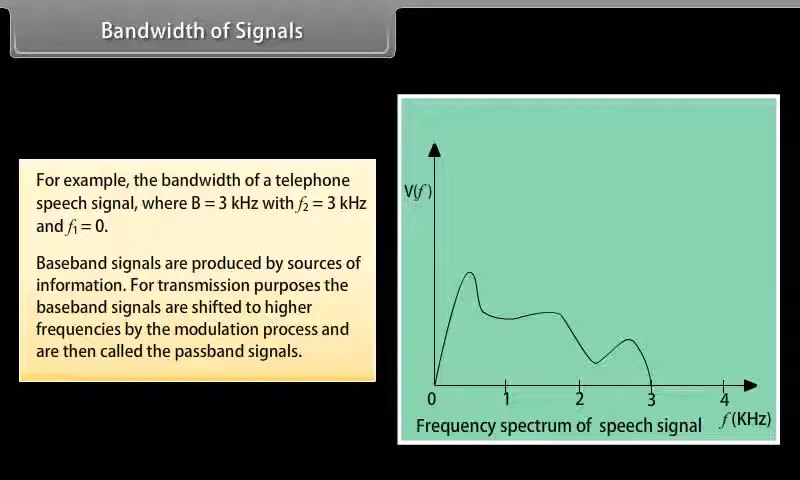 Bandwidth of Signals
For example, the bandwidth of a telephone
speech signal, where B = 3 kHz with f₂ = 3 kHz
and f₁ = 0.
Baseband signals are produced by sources of
information. For transmission purposes the
baseband signals are shifted to higher
frequencies by the modulation process and
are then called the passband signals.
V(f)
0 1 2 3 4
f (KHz)
Frequency spectrum of speech signal